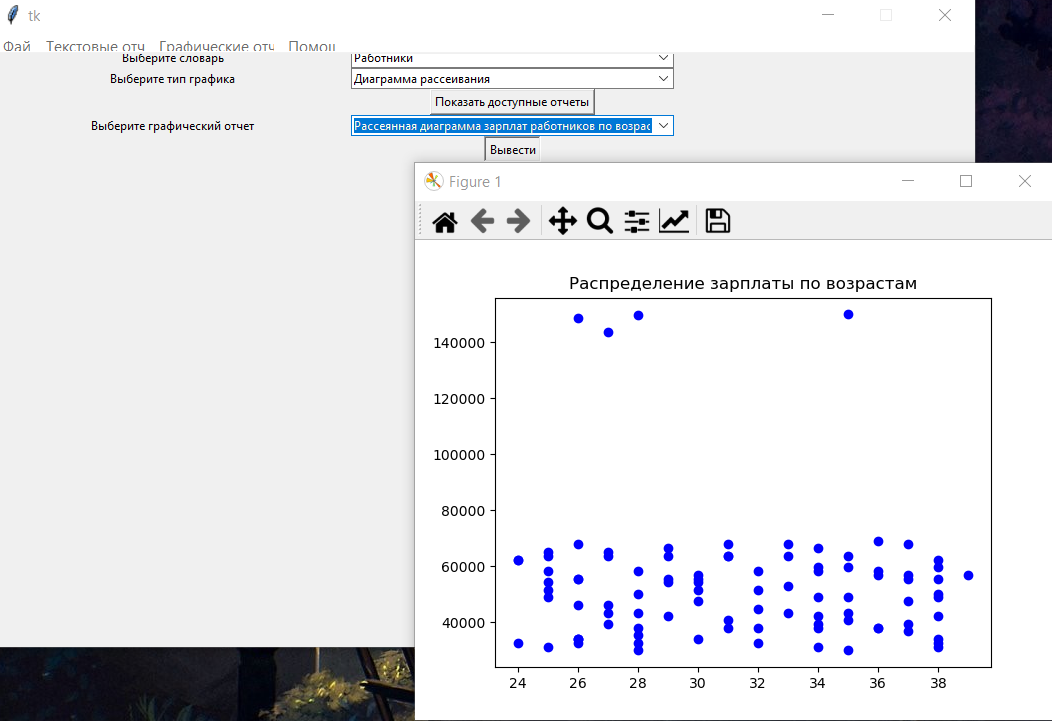 tk
Фай Текстовые отч Графические отч Помощ
Выберите словарь Работники
Выберите тип графика Диаграмма рассеивания
Показать доступные отчеты
Выберите графический отчет Рассеянная диаграмма зарплат работников по возрас
Вывести
Figure 1
Распределение зарплаты по возрастам
140000
120000
100000
80000
60000
40000
24 26 28 30 32 34 36 38